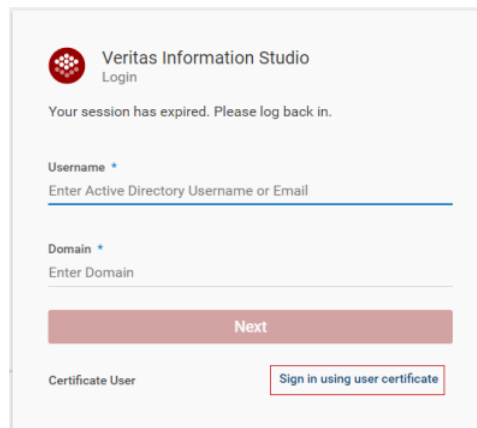 Veritas Information Studio
Login
Your session has expired. Please log back in.
Username *
Enter Active Directory Username or Email
Domain *
Enter Domain
Next
Certificate User Sign in using user certificate